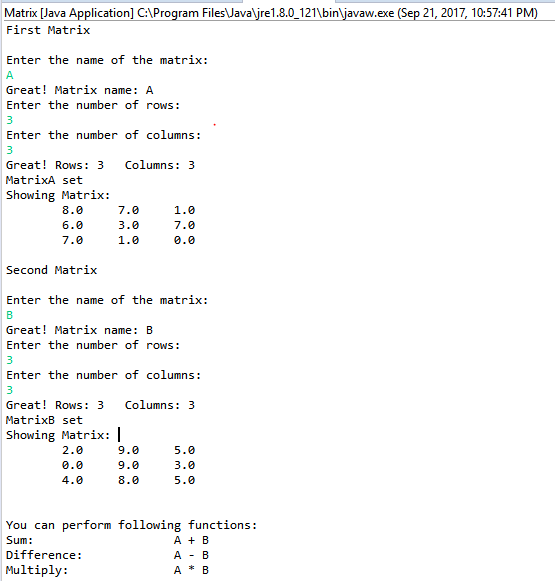 Matrix [Java Application] C:\Program Files\Java\jre1.8.0_121\bin\javaw.exe (Sep 21, 2017, 10:57:41 PM)
First Matrix
Enter the name of the matrix:
A
Great! Matrix name: A
Enter the number of rows:
3
Enter the number of columns:
3
Great! Rows: 3   Columns: 3
MatrixA set
Showing Matrix:
8.0     7.0     1.0
6.0     3.0     7.0
7.0     1.0     0.0
Second Matrix
Enter the name of the matrix:
B
Great! Matrix name: B
Enter the number of rows:
3
Enter the number of columns:
3
Great! Rows: 3   Columns: 3
MatrixB set
Showing Matrix:
2.0     9.0     5.0
0.0     9.0     3.0
4.0     8.0     5.0
You can perform following functions:
Sum:                    A + B
Difference:             A - B
Multiply:               A * B